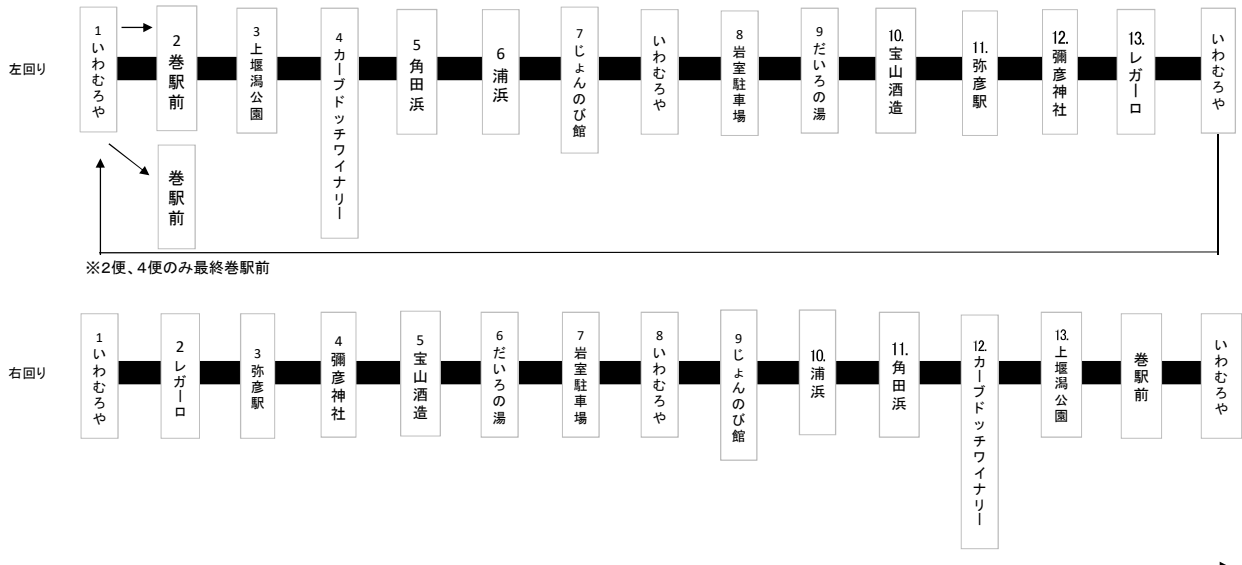 左回り
1 いわむろや
2 巻駅前
3 上堰潟公園
4 カーブドッチワイナリー
5 角田浜
6 浦浜
7 じょんのび館
いわむろや
8 岩室駐車場
9 だいろの湯
10. 宝山酒造
11. 弥彦駅
12. 彌彦神社
13. レガーロ
いわむろや
巻駅前
※2便、4便のみ最終巻駅前
右回り
1 いわむろや
2 レガーロ
3 弥彦駅
4 彌彦神社
5 宝山酒造
6 だいろの湯
7 岩室駐車場
8 いわむろや
9 じょんのび館
10. 浦浜
11. 角田浜
12. カーブドッチワイナリー
13. 上堰潟公園
巻駅前
いわむろや